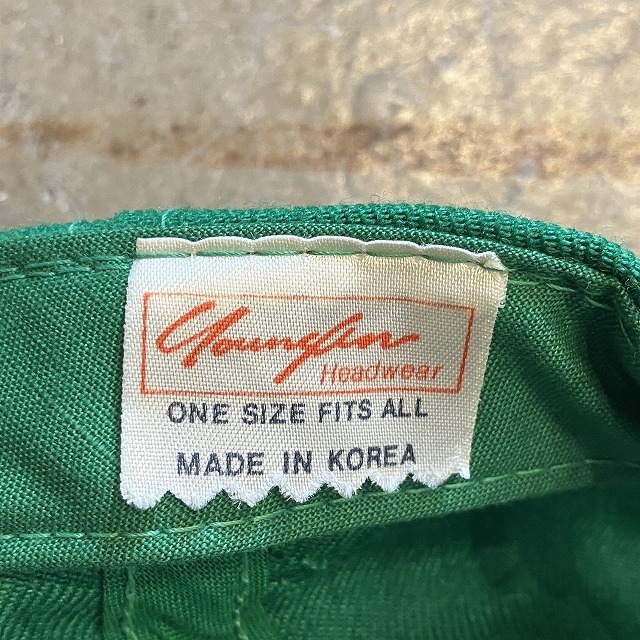 Youngan
Headwear
ONE SIZE FITS ALL
MADE IN KOREA